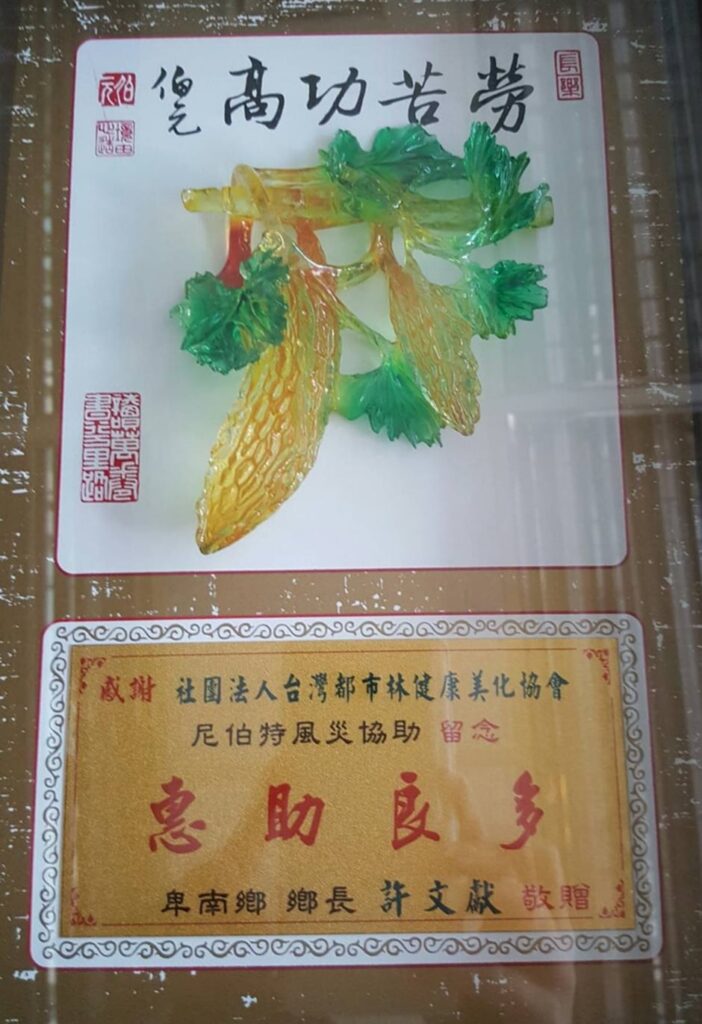 勞苦功高
伯元
感謝 社團法人台灣都市林健康美化協會
尼伯特風災協助 留念
惠助良多
卑南鄉 鄉長 許文獻 敬贈